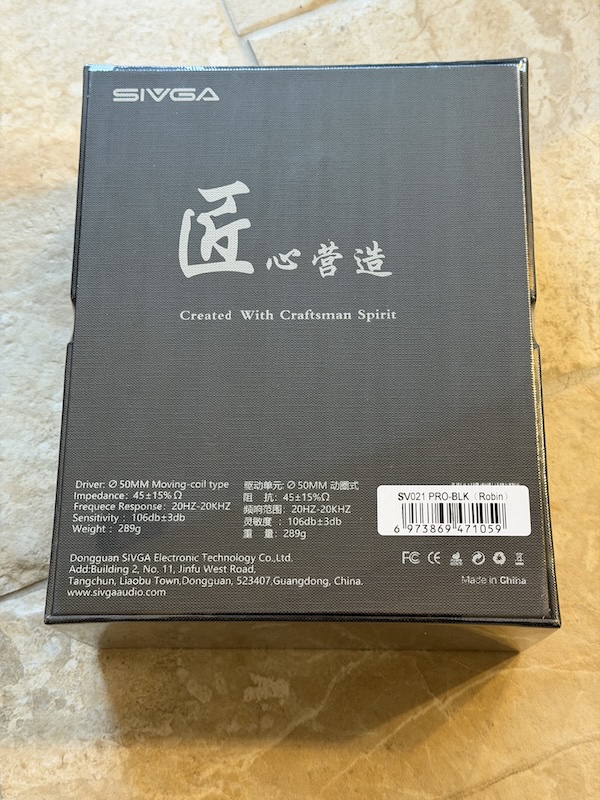 SIVGA
匠心营造
Created With Craftsman Spirit
Driver: Ø 50MM Moving-coil type
Impedance: 45±15%Ω
Frequece Response: 20HZ-20KHZ
Sensitivity : 106db±3db
Weight : 289g
驱动单元: Ø 50MM 动圈式
阻 抗: 45±15%Ω
频响范围: 20HZ-20KHZ
灵敏度 : 106db±3db
重 量: 289g
SV021 PRO-BLK (Robin)
6 973869 471059
Dongguan SIVGA Electronic Technology Co.,Ltd.
Add:Building 2, No. 11, Jinfu West Road,
Tangchun, Liaobu Town,Dongguan, 523407,Guangdong, China.
www.sivgaaudio.com
FC CE
Made in China